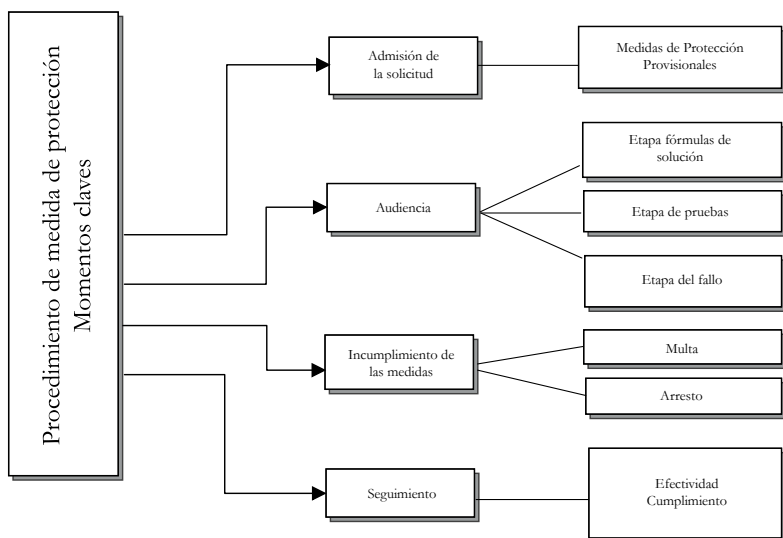 Procedimiento de medida de protección
Momentos claves
Admisión de
la solicitud
Medidas de Protección
Provisionales
Audiencia
Etapa fórmulas de
solución
Etapa de pruebas
Etapa del fallo
Incumplimiento de
las medidas
Multa
Arresto
Seguimiento
Efectividad
Cumplimiento